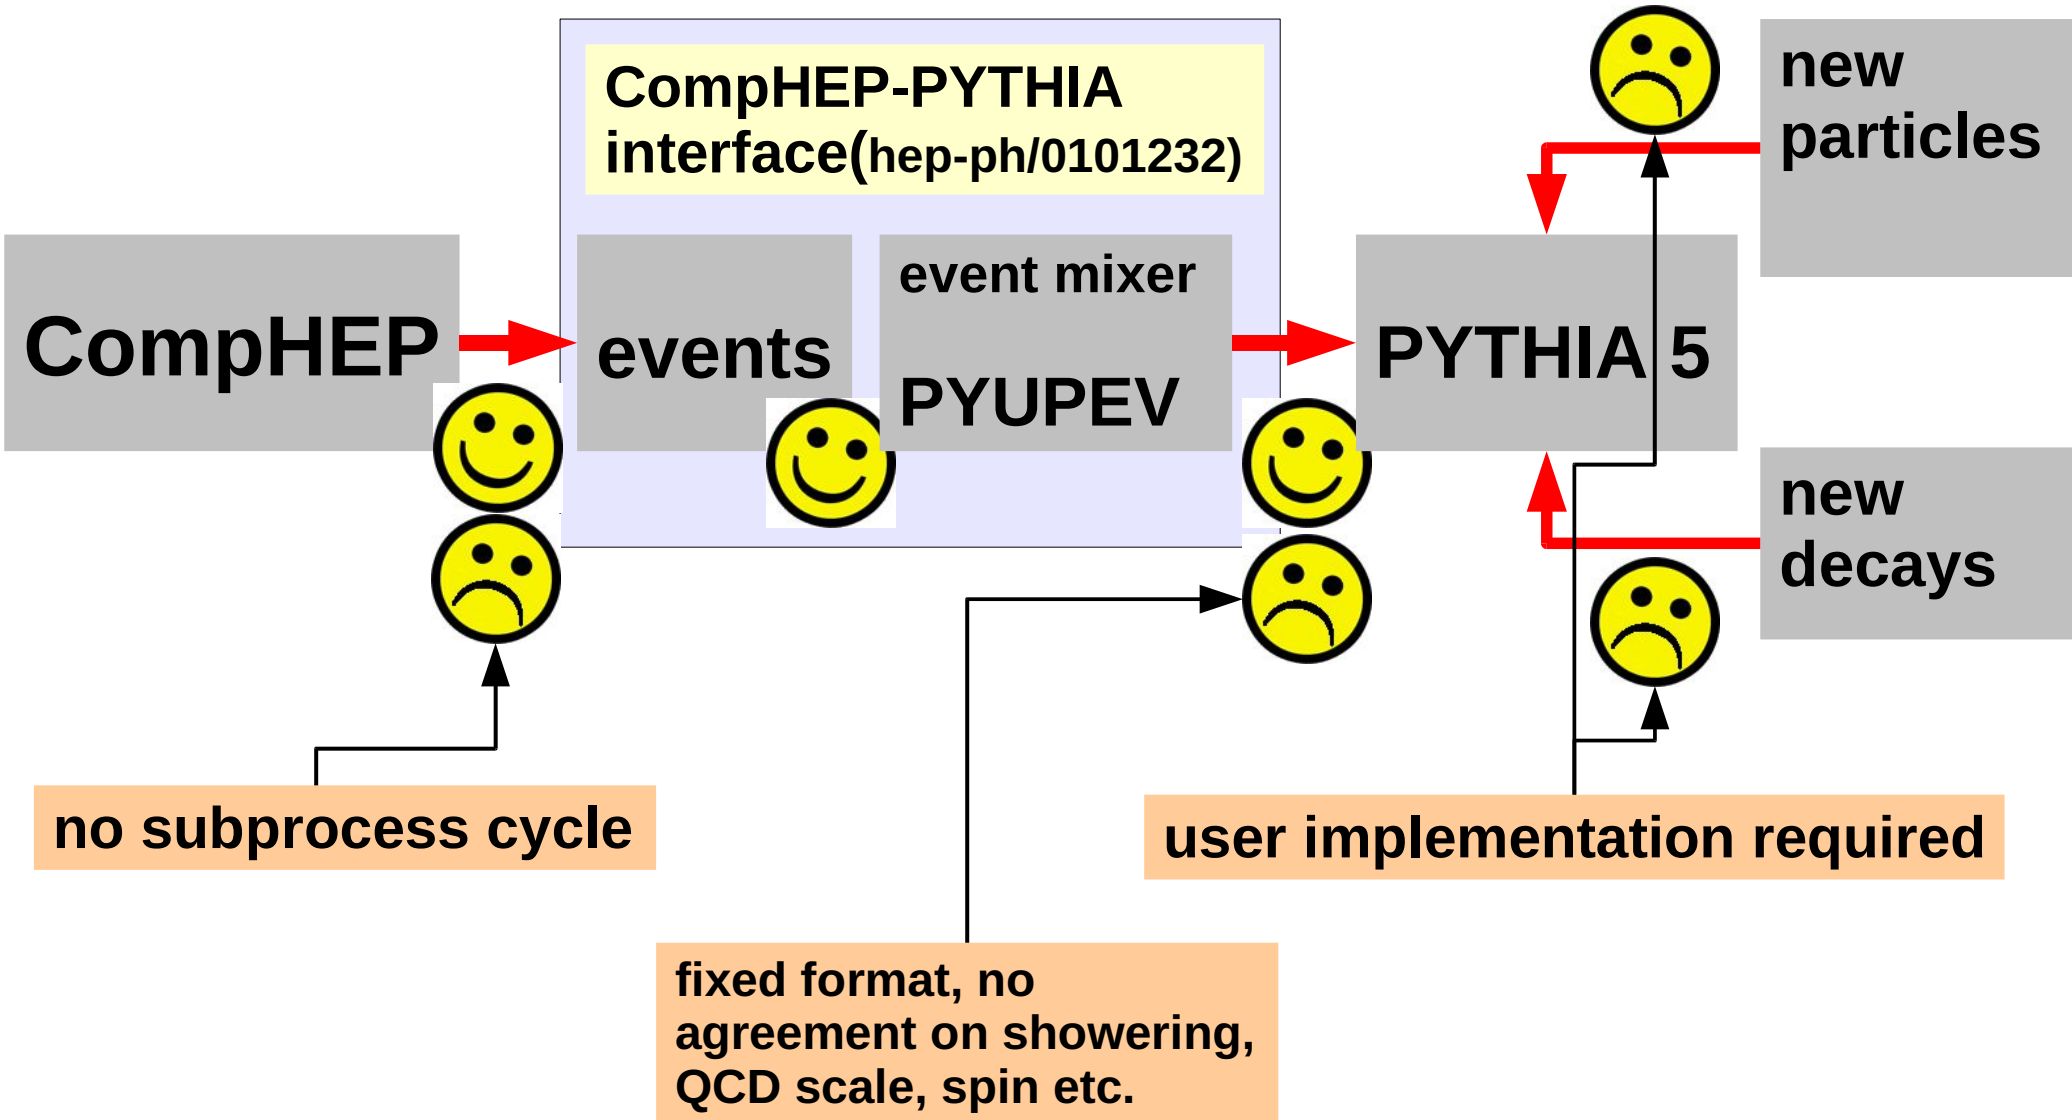 CompHEP-PYTHIA
interface(hep-ph/0101232)
new
particles
CompHEP
events
event mixer
PYUPEV
PYTHIA 5
new
decays
no subprocess cycle
user implementation required
fixed format, no
agreement on showering,
QCD scale, spin etc.